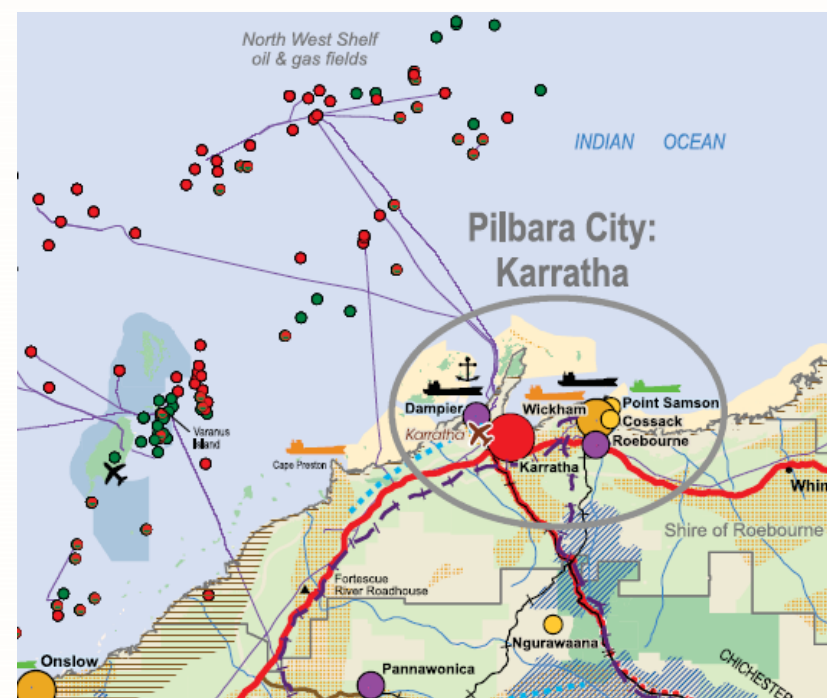 North West Shelf
oil & gas fields
INDIAN OCEAN
Pilbara City:
Karratha
Dampier
Wickham
Point Samson
Cossack
Karratha
Roebourne
Varanus
Island
Cape Preston
Karratha
Whim
Shire of Roebourne
Fortescue
River Roadhouse
Ngurawaana
Onslow
Pannawonica
CHICHESTER